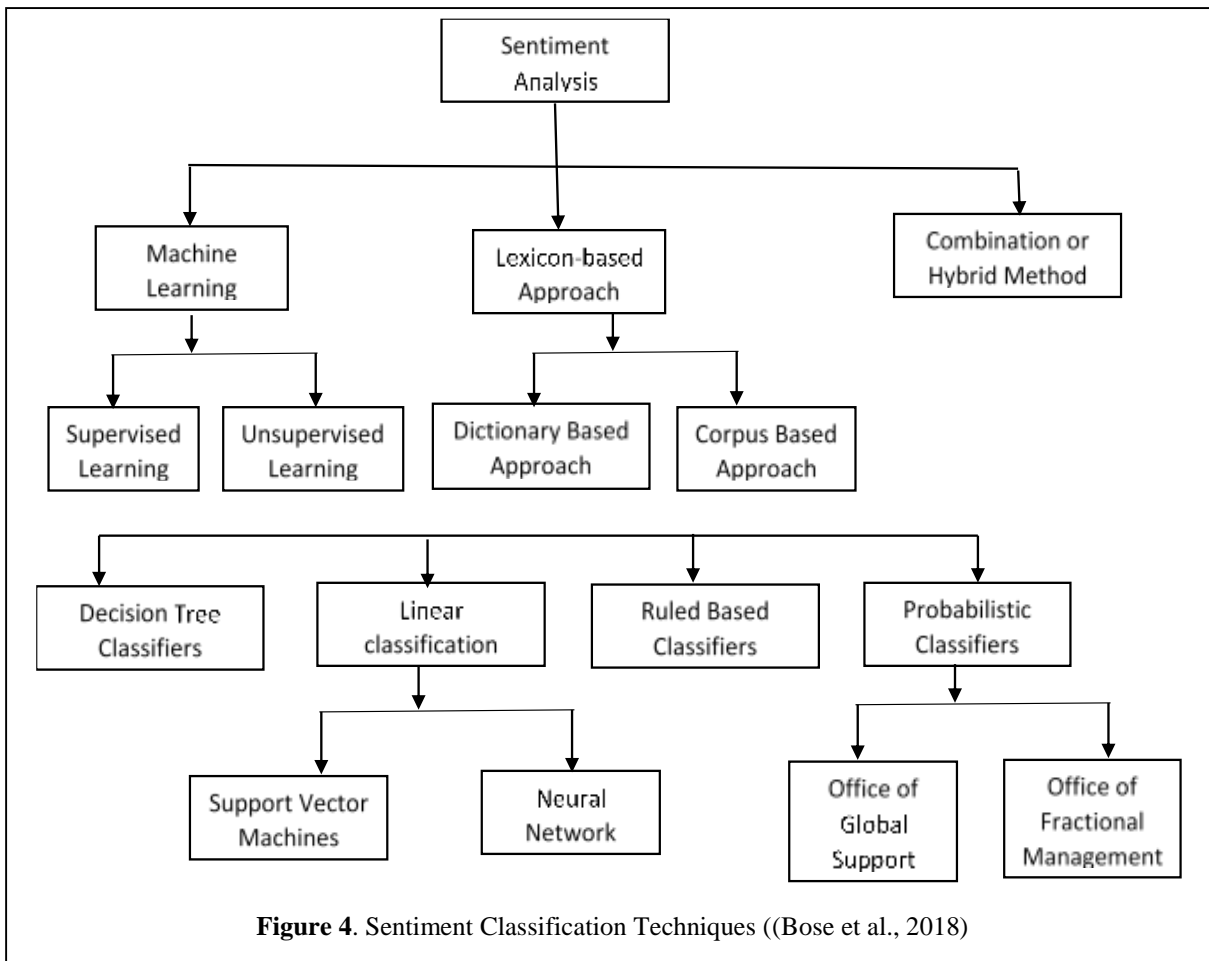 Sentiment
Analysis
Machine
Learning
Lexicon-based
Approach
Combination or
Hybrid Method
Supervised
Learning
Unsupervised
Learning
Dictionary Based
Approach
Corpus Based
Approach
Decision Tree
Classifiers
Linear
classification
Ruled Based
Classifiers
Probabilistic
Classifiers
Support Vector
Machines
Neural
Network
Office of
Global
Support
Office of
Fractional
Management
Figure 4. Sentiment Classification Techniques ((Bose et al., 2018)